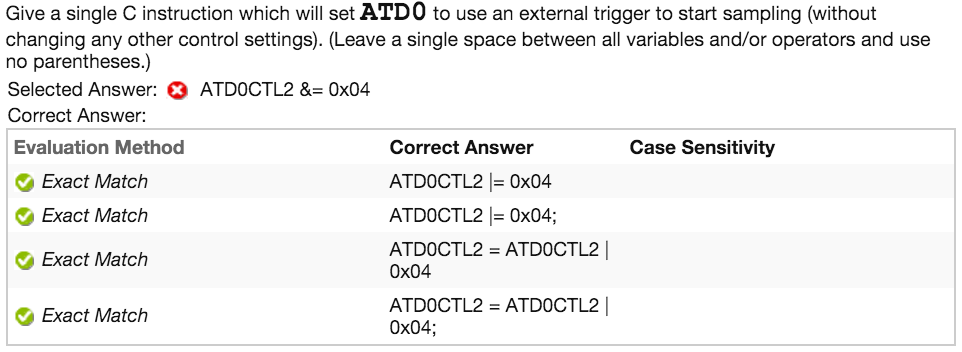 Give a single C instruction which will set ATD0 to use an external trigger to start sampling (without
changing any other control settings). (Leave a single space between all variables and/or operators and use
no parentheses.)
Selected Answer: ATD0CTL2 &= 0x04
Correct Answer:
Evaluation Method Correct Answer Case Sensitivity
Exact Match ATD0CTL2 |= 0x04
Exact Match ATD0CTL2 |= 0x04;
Exact Match ATD0CTL2 = ATD0CTL2 |
0x04
Exact Match ATD0CTL2 = ATD0CTL2 |
0x04;